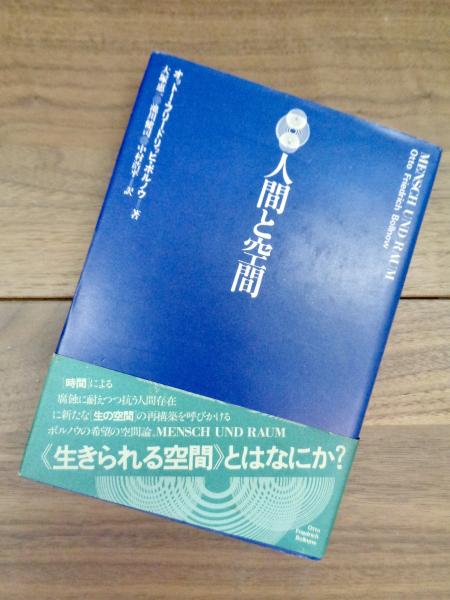 MENSCH UND RAUM
Otto Friedrich Bollnow
人間と空間
オットー・フリードリッヒ・ボルノウ―著
大塚恵一・池川健司・中村浩平―訳
[時間]による
腐蝕に耐えつつ抗う人間存在
に新たな[生の空間]の再構築を呼びかける
ボルノウの希望の空間論。MENSCH UND RAUM
《生きられる空間》とはなにか?
Otto
Friedrich
Bollnow